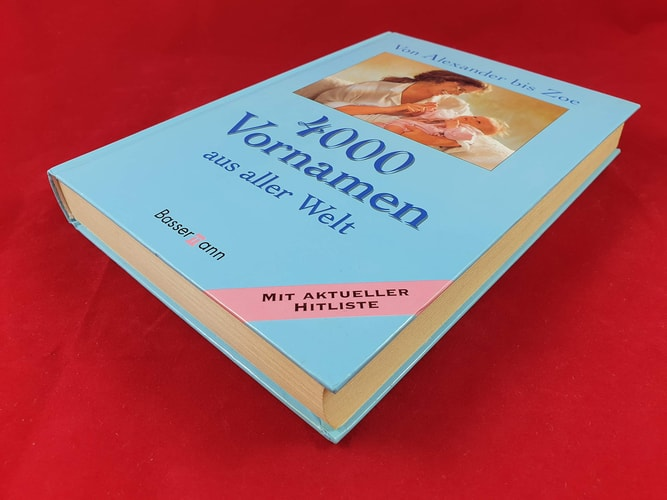 Von Alexander bis Zoe
4000
Vornamen
aus aller Welt
Bassermann
MIT AKTUELLER
HITLISTE